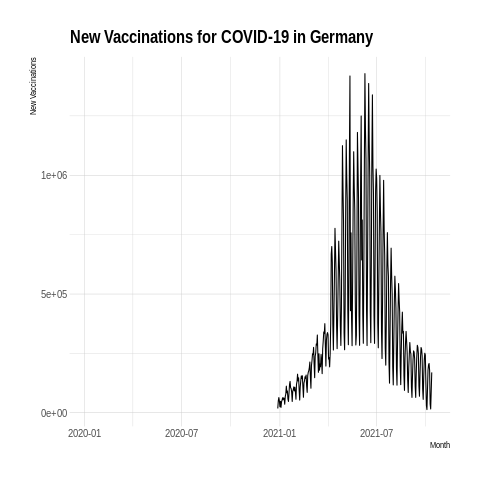 New Vaccinations for COVID-19 in Germany
New Vaccinations
1e+06
5e+05
0e+00
2020-01 2020-07 2021-01 2021-07
Month